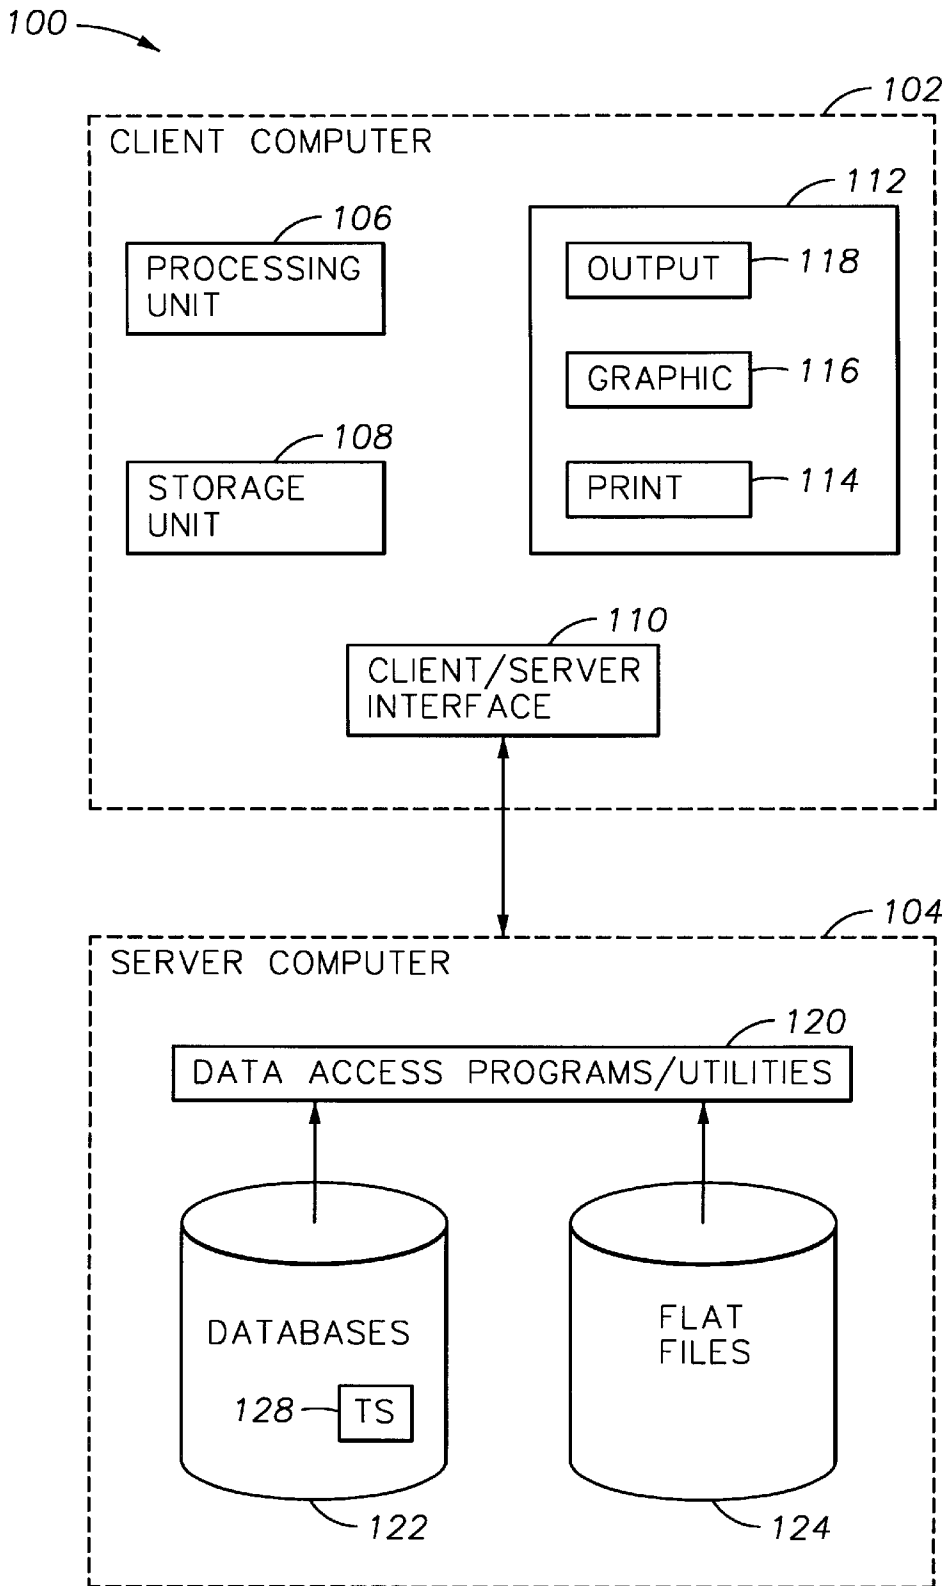 100
102
CLIENT COMPUTER
106
PROCESSING
UNIT
112
OUTPUT
118
GRAPHIC
116
PRINT
114
108
STORAGE
UNIT
110
CLIENT/SERVER
INTERFACE
104
SERVER COMPUTER
120
DATA ACCESS PROGRAMS/UTILITIES
DATABASES
128
TS
122
FLAT
FILES
124